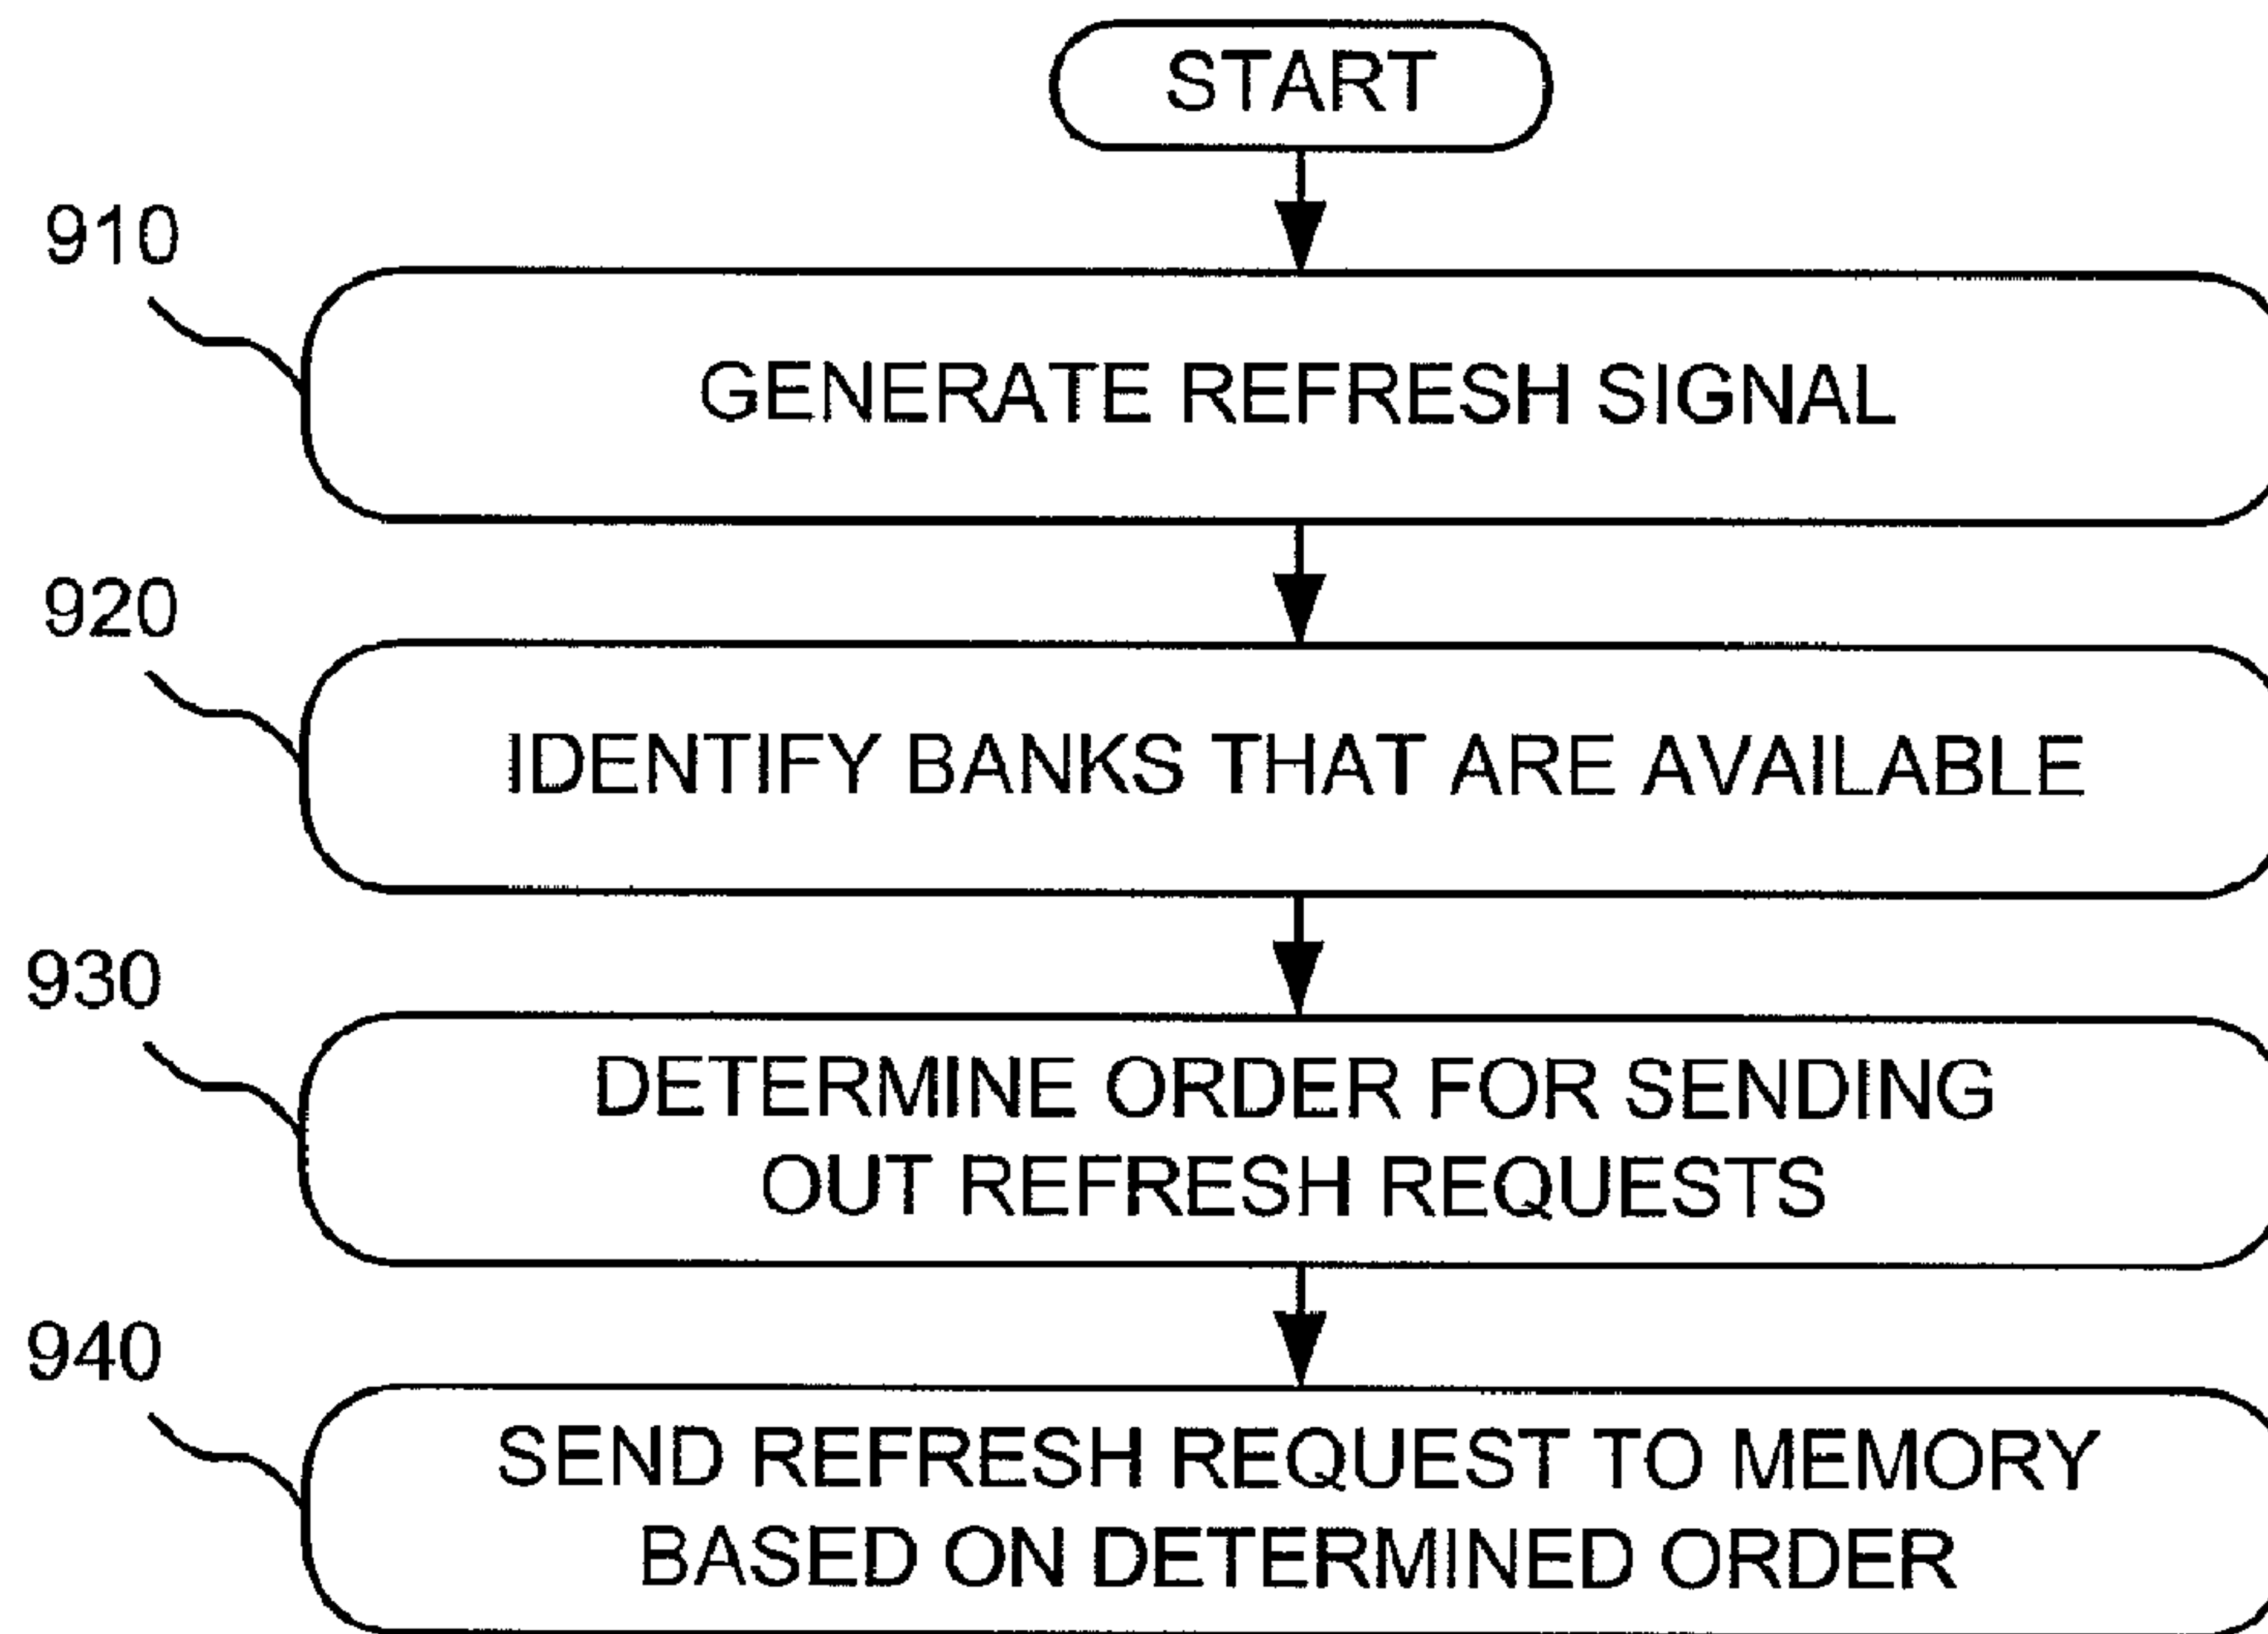 START
910
GENERATE REFRESH SIGNAL
920
IDENTIFY BANKS THAT ARE AVAILABLE
930
DETERMINE ORDER FOR SENDING
OUT REFRESH REQUESTS
940
SEND REFRESH REQUEST TO MEMORY
BASED ON DETERMINED ORDER